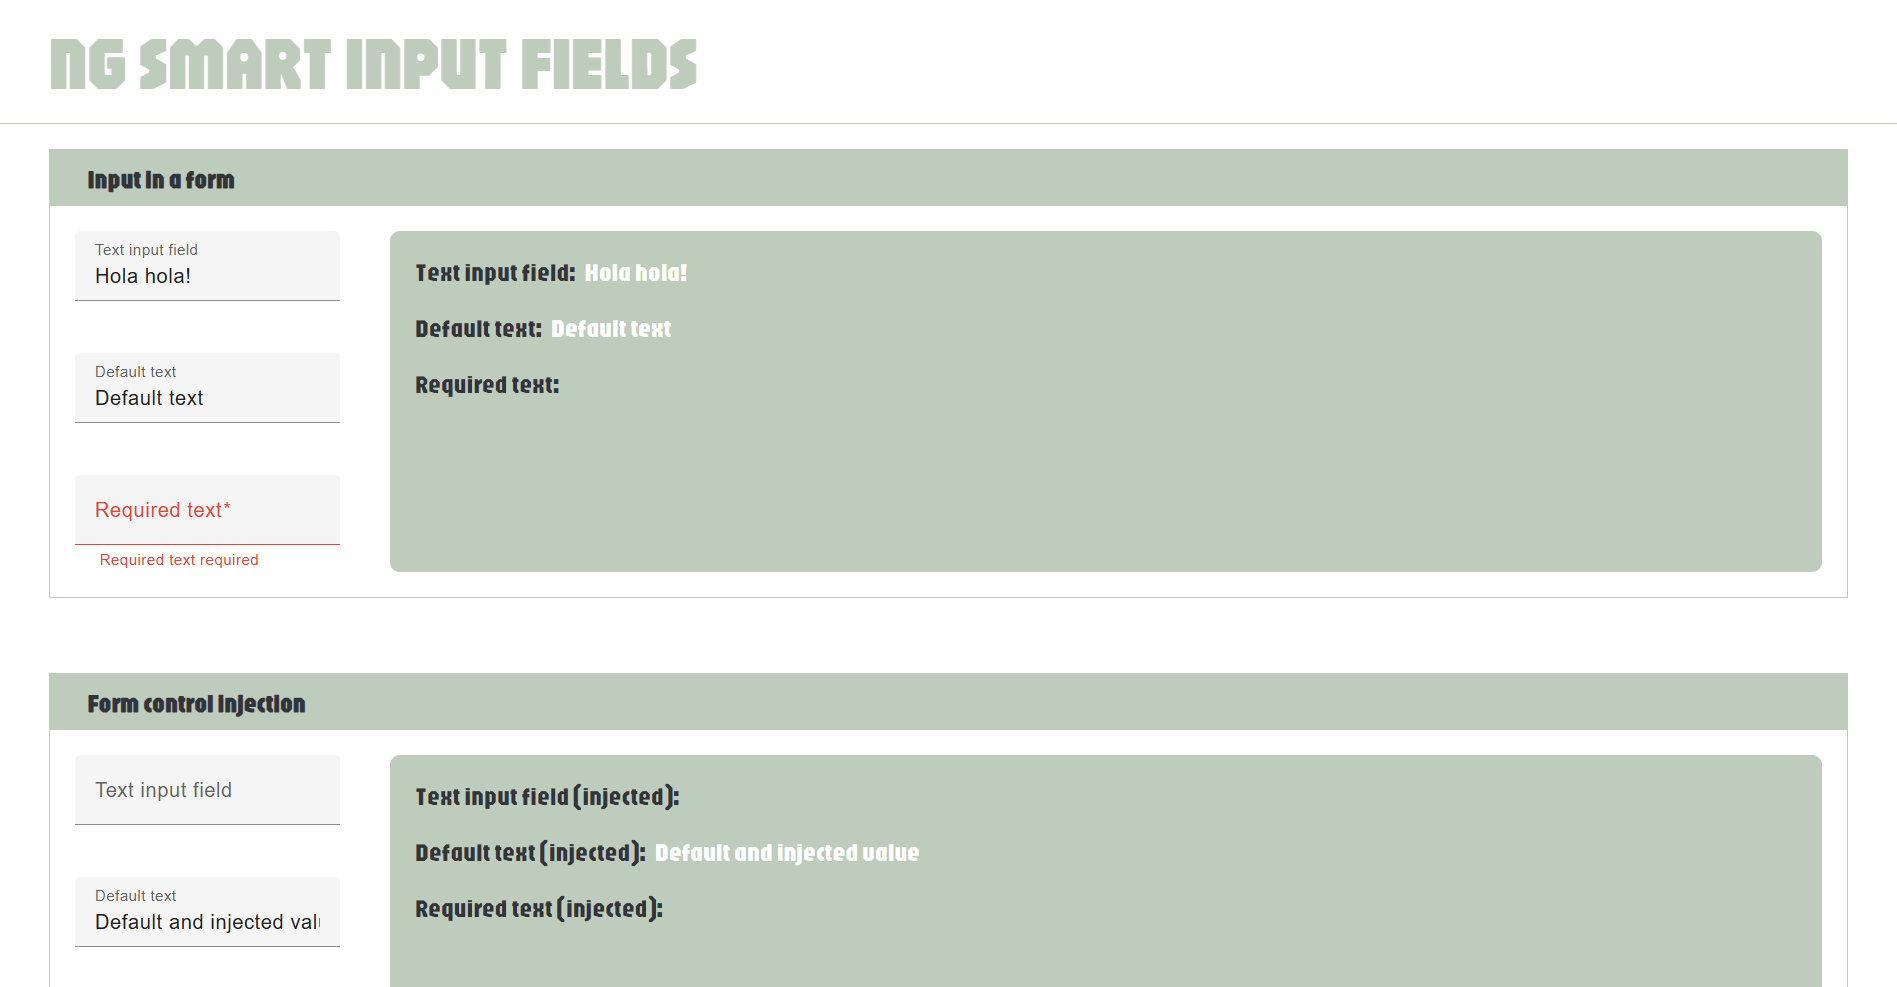 NG SMART INPUT FIELDS
Input in a form
Text input field
Hola hola!
Default text
Default text
Required text*
Required text required
Text input field: Hola hola!
Default text: Default text
Required text:
Form control injection
Text input field
Default text
Default and injected val
Text input field (injected):
Default text (injected): Default and injected value
Required text (injected):